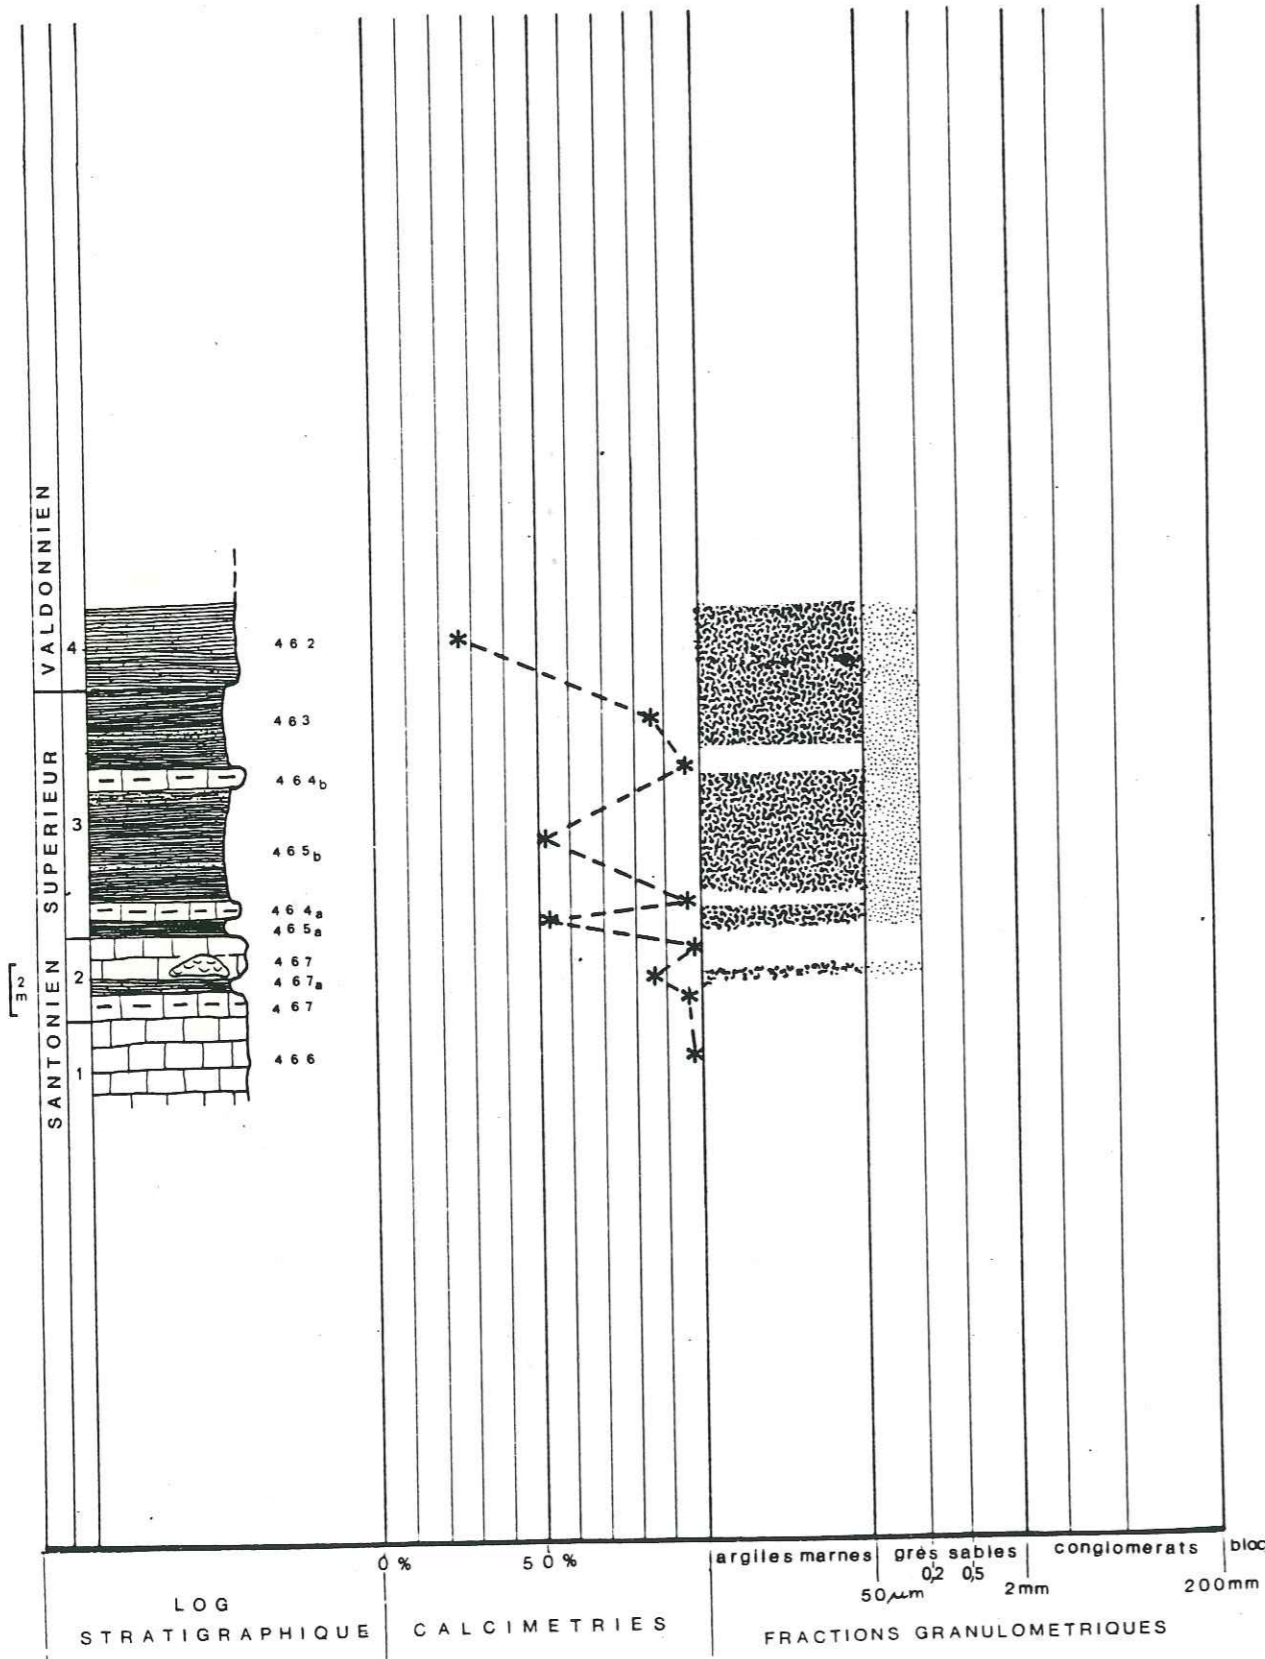 VALDONNIEN
SUPERIEUR
SANTONIEN
4
3
2
1
2
m
462
463
464b
465b
464a
465a
467
467a
467
466
0 % 50 %
argiles marnes grès sables conglomerats bloc
0,2 0,5
50µm 2mm 200mm
LOG
STRATIGRAPHIQUE
CALCIMETRIES
FRACTIONS GRANULOMETRIQUES